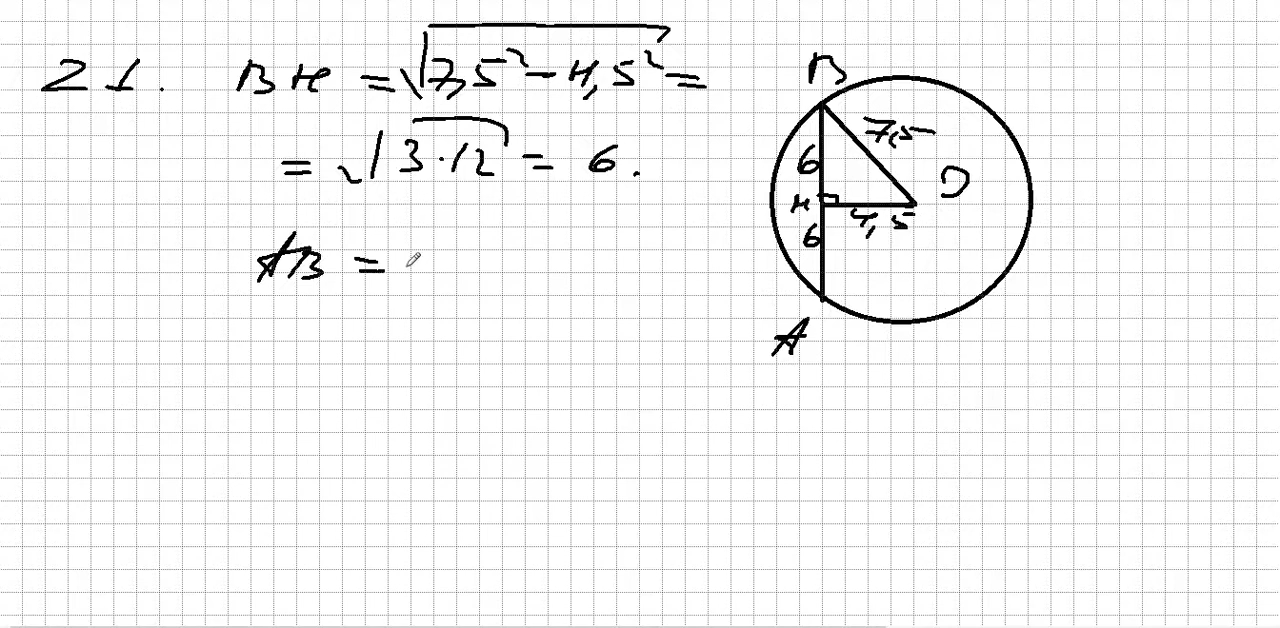 21. BH = √7,5² - 4,5² =
= √3·12 = 6.
AB =
B
7,5
6
O
H
4,5
6
A